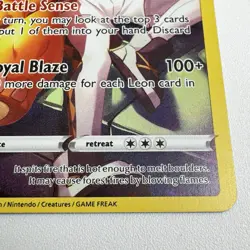 Battle Sense
turn, you may look at the top 3 cards
out 1 of them into your hand. Discard
oyal Blaze 100+
more damage for each Leon card in
retreat
It spits fire that is hot enough to melt boulders.
It may cause forest fires by blowing flames.
/ Nintendo / Creatures / GAME FREAK